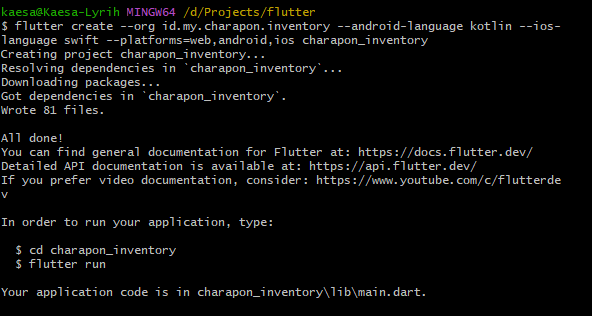 kaesa@Kaesa-Lyrih MINGW64 /d/Projects/flutter
$ flutter create --org id.my.charapon.inventory --android-language kotlin --ios-
language swift --platforms=web,android,ios charapon_inventory
Creating project charapon_inventory...
Resolving dependencies in `charapon_inventory`...
Downloading packages...
Got dependencies in `charapon_inventory`.
Wrote 81 files.

All done!
You can find general documentation for Flutter at: https://docs.flutter.dev/
Detailed API documentation is available at: https://api.flutter.dev/
If you prefer video documentation, consider: https://www.youtube.com/c/flutterde
v

In order to run your application, type:

  $ cd charapon_inventory
  $ flutter run

Your application code is in charapon_inventory\lib\main.dart.